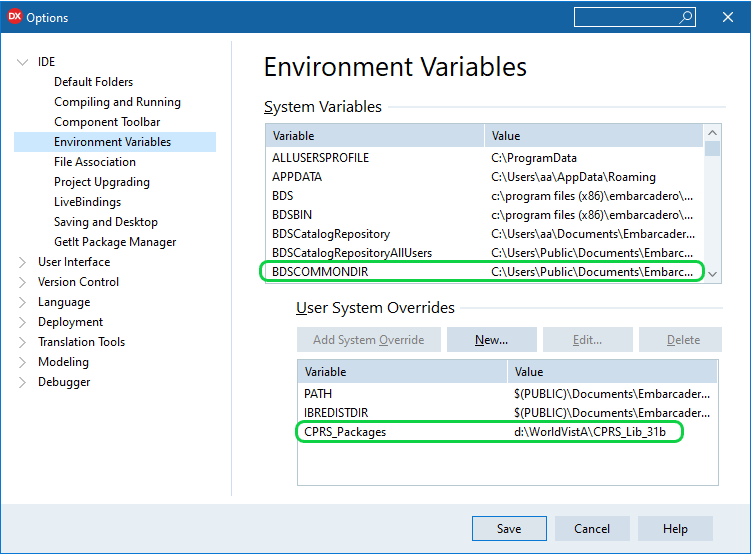 DX Options
IDE
Default Folders
Compiling and Running
Component Toolbar
Environment Variables
File Association
Project Upgrading
LiveBindings
Saving and Desktop
GetIt Package Manager
User Interface
Version Control
Language
Deployment
Translation Tools
Modeling
Debugger
Environment Variables
System Variables
Variable Value
ALLUSERSPROFILE C:\ProgramData
APPDATA C:\Users\aa\AppData\Roaming
BDS c:\program files (x86)\embarcadero\...
BDSBIN c:\program files (x86)\embarcadero\...
BDSCatalogRepository C:\Users\aa\Documents\Embarcade...
BDSCatalogRepositoryAllUsers C:\Users\Public\Documents\Embarc...
BDSCOMMONDIR C:\Users\Public\Documents\Embarc...
User System Overrides
Add System Override New... Edit... Delete
Variable Value
PATH $(PUBLIC)\Documents\Embarcader...
IBREDISTDIR $(PUBLIC)\Documents\Embarcader...
CPRS_Packages d:\WorldVistA\CPRS_Lib_31b
Save Cancel Help